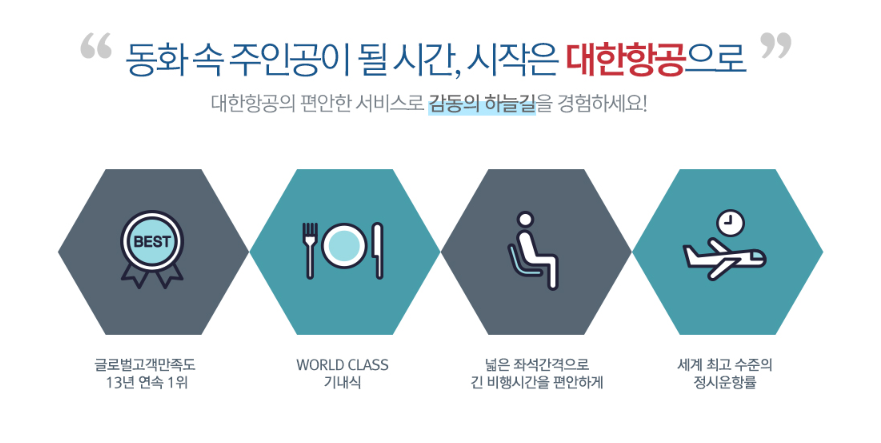 “ 동화 속 주인공이 될 시간, 시작은 대한항공으로 ”
대한항공의 편안한 서비스로 감동의 하늘길을 경험하세요!
BEST
글로벌고객만족도
13년 연속 1위
WORLD CLASS
기내식
넓은 좌석간격으로
긴 비행시간을 편안하게
세계 최고 수준의
정시운항률